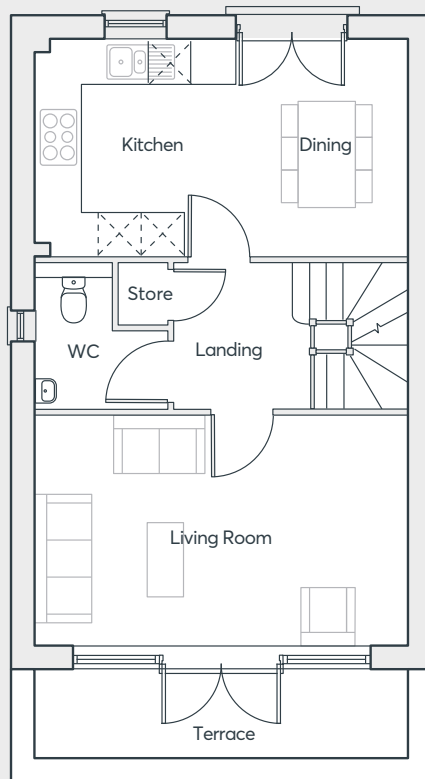 Kitchen
Dining
Store
WC
Landing
Living Room
Terrace